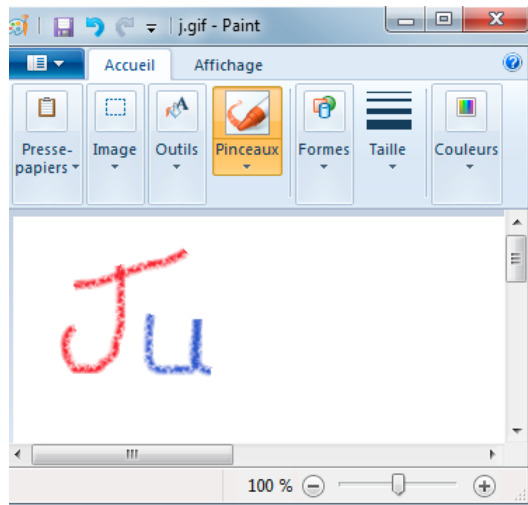 j.gif - Paint
Accueil Affichage
Presse-papiers Image Outils Pinceaux Formes Taille Couleurs
Ju
100 %